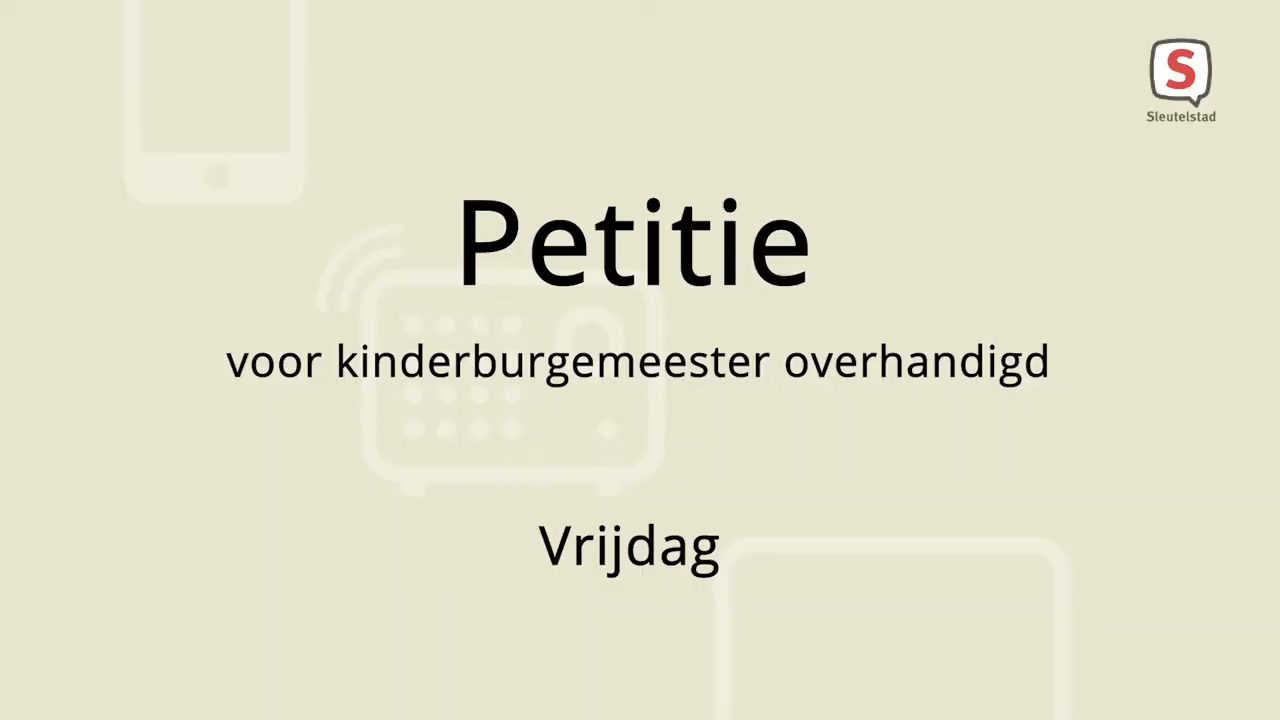 S
Sleutelstad
Petitie
voor kinderburgemeester overhandigd
Vrijdag